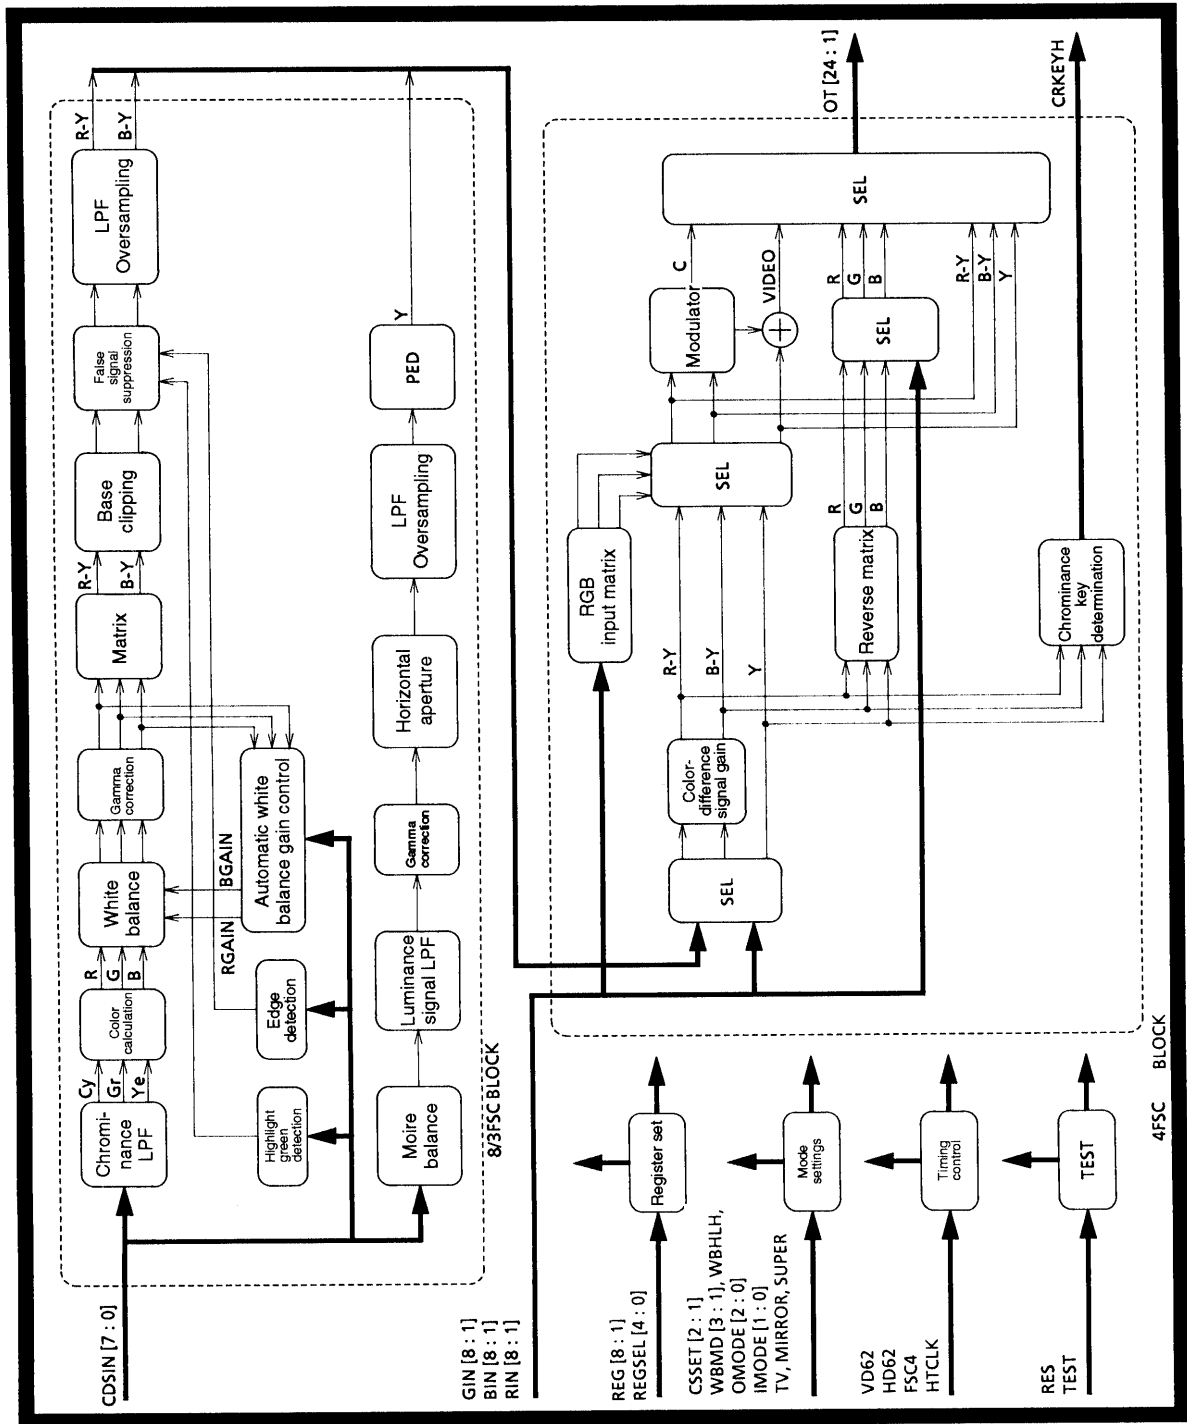 CDSIN [7 : 0]
Chromi-
nance
LPF
Cy
Gr
Ye
Color
calculation
R
G
B
White
balance
Gamma
correction
Matrix
R-Y
B-Y
Base
clipping
False
signal
suppression
LPF
Oversampling
R-Y
B-Y
Highlight
green
detection
Edge
detection
RGAIN
BGAIN
Automatic white
balance gain control
Moire
balance
Luminance
signal LPF
Gamma
correction
Horizontal
aperture
LPF
Oversampling
PED
Y
8/3FSC BLOCK
GIN [8 : 1]
BIN [8 : 1]
RIN [8 : 1]
RGB
input matrix
SEL
Color-
difference
signal gain
R-Y
B-Y
Y
SEL
Modulator
C
VIDEO
Reverse matrix
R
G
B
SEL
R
G
B
R-Y
B-Y
Y
SEL
OT [24 : 1]
Chrominance
key
determination
CRKEYH
REG [8 : 1]
REGSEL [4 : 0]
Register set
CSSET [2 : 1]
WBMD [3 : 1], WBHLH,
OMODE [2 : 0]
IMODE [1 : 0]
TV, MIRROR, SUPER
Mode
settings
VD62
HD62
FSC4
HTCLK
Timing
control
RES
TEST
TEST
4FSC BLOCK